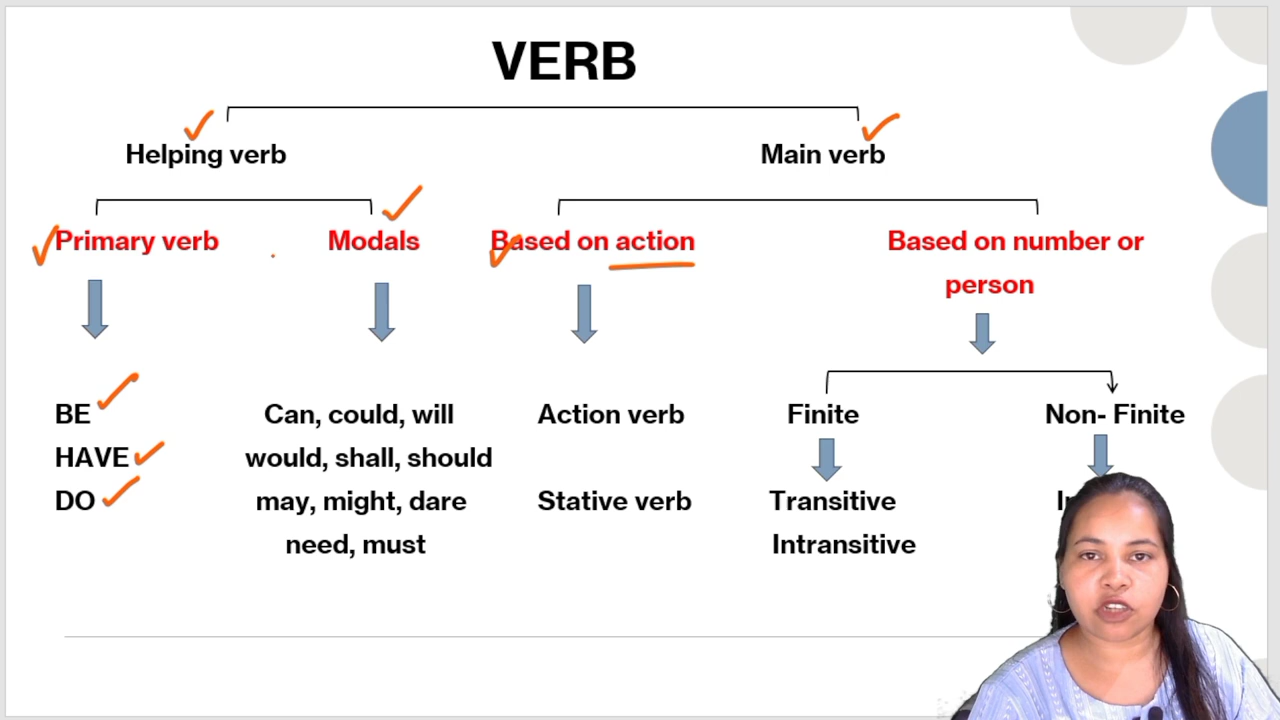 VERB
Helping verb
Main verb
Primary verb
Modals
Based on action
Based on number or
person
BE
HAVE
DO
Can, could, will
would, shall, should
may, might, dare
need, must
Action verb
Stative verb
Finite
Transitive
Intransitive
Non- Finite